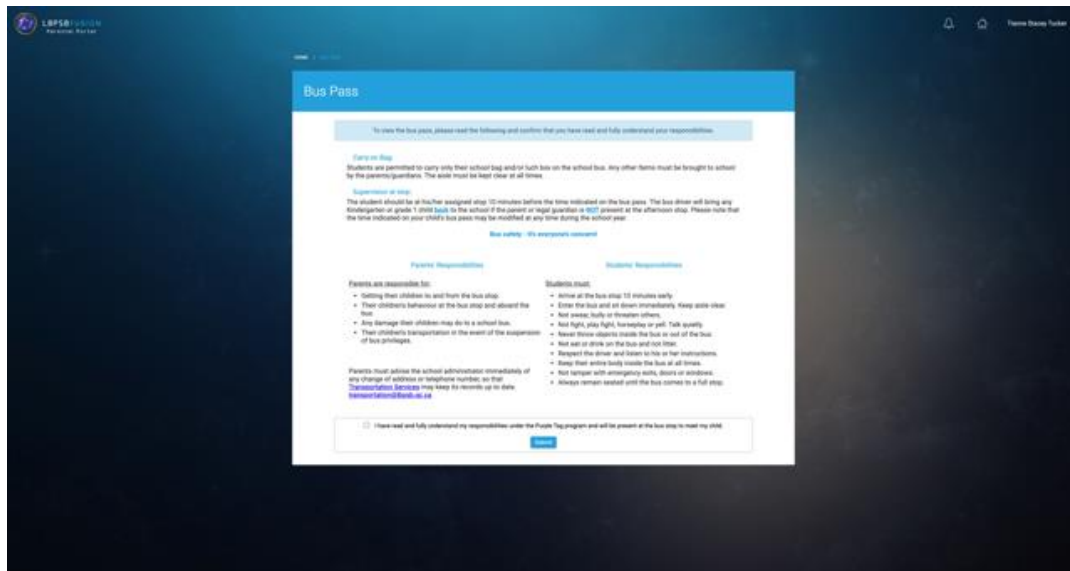 LBPSBFUSION
Parental Portal
Tianne Stacey Tucker
HOME
Bus Pass
To view the bus pass, please read the following and confirm that you have read and fully understand your responsibilities.
Carry-on Bag
Students are permitted to carry only their school bag and/or luch box on the school bus. Any other items must be brought to school
by the parents/guardians. The aisle must be kept clear at all times.
Supervision at stop:
The student should be at his/her assigned stop 10 minutes before the time indicated on the bus pass. The bus driver will bring any
Kindergarten or grade 1 child back to the school if the parent or legal guardian is NOT present at the afternoon stop. Please note that
the time indicated on your child's bus pass may be modified at any time during the school year.
Bus safety - it's everyone's concern!
Parents' Responsibilities
Parents are responsible for:
• Getting their children to and from the bus stop.
• Their children's behaviour at the bus stop and aboard the
bus.
• Any damage their children may do to a school bus.
• Their children's transportation in the event of the suspension
of bus privileges.
Parents must advise the school administrator immediately of
any change of address or telephone number, so that
Transportation Services may keep its records up to date.
transportation@lbpsb.qc.ca
Students' Responsibilities
Students must:
• Arrive at the bus stop 10 minutes early.
• Enter the bus and sit down immediately. Keep aisle clear.
• Not swear, bully or threaten others.
• Not fight, play fight, horseplay or yell. Talk quietly.
• Never throw objects inside the bus or out of the bus.
• Not eat or drink on the bus and not litter.
• Respect the driver and listen to his or her instructions.
• Keep their entire body inside the bus at all times.
• Not tamper with emergency exits, doors or windows.
• Always remain seated until the bus comes to a full stop.
I have read and fully understand my responsibilities under the Purple Tag program and will be present at the bus stop to meet my child.
Submit